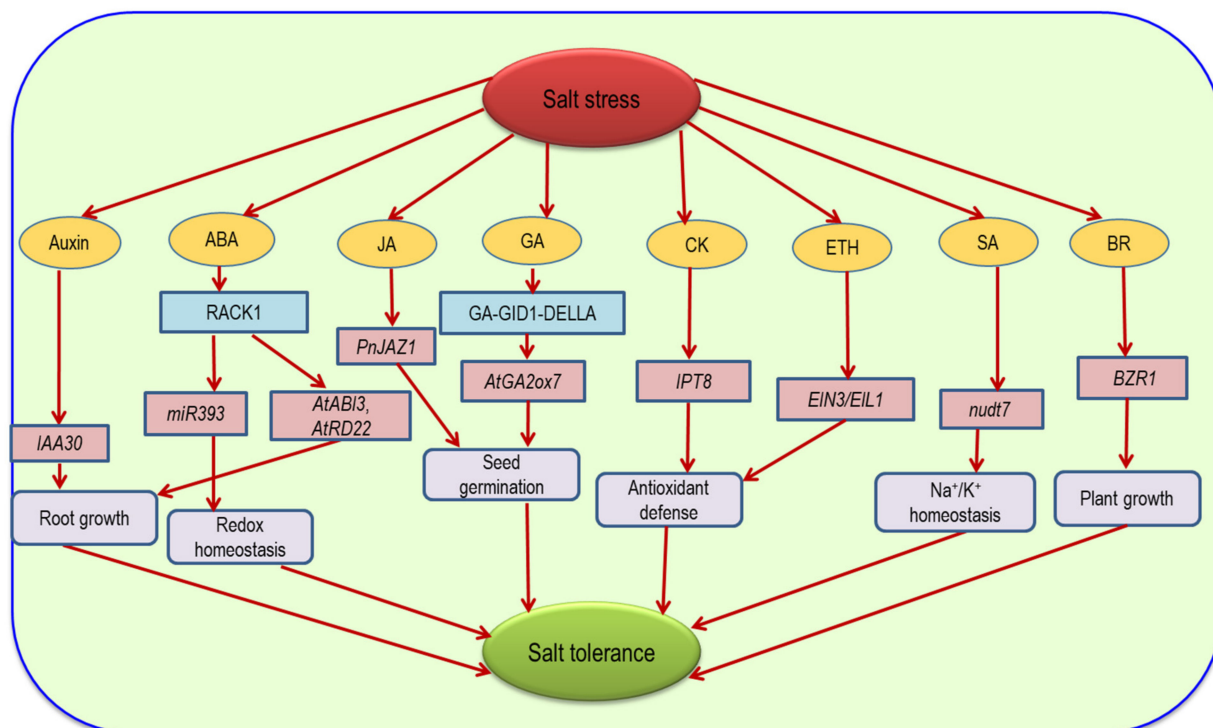 Salt stress
Auxin
ABA
JA
GA
CK
ETH
SA
BR
RACK1
GA-GID1-DELLA
PnJAZ1
AtGA2ox7
IPT8
EIN3/EIL1
nudt7
BZR1
miR393
AtABI3,
AtRD22
IAA30
Root growth
Redox
homeostasis
Seed
germination
Antioxidant
defense
Na⁺/K⁺
homeostasis
Plant growth
Salt tolerance